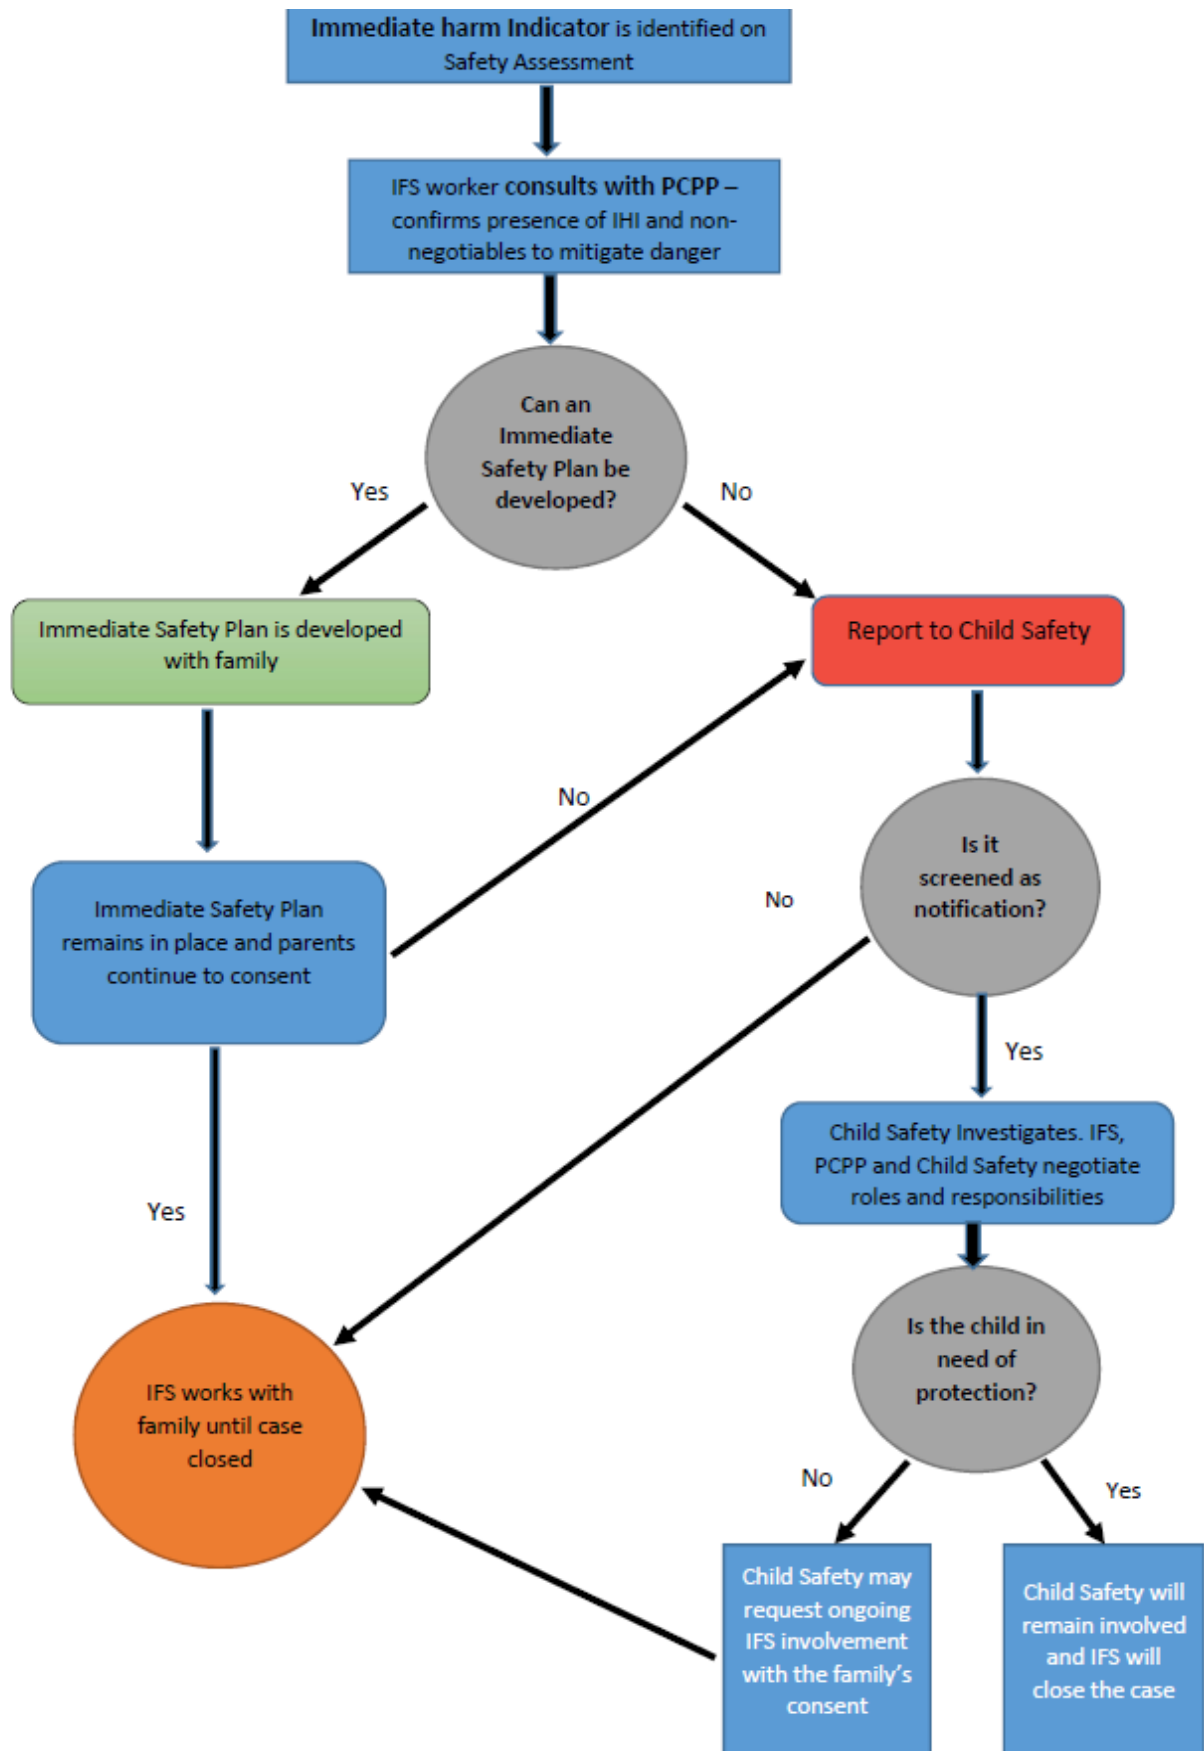 Immediate harm Indicator is identified on
Safety Assessment
IFS worker consults with PCPP –
confirms presence of IHI and non-
negotiables to mitigate danger
Can an
Immediate
Safety Plan be
developed?
Yes
No
Immediate Safety Plan is developed
with family
Report to Child Safety
No
Is it
screened as
notification?
No
Immediate Safety Plan
remains in place and parents
continue to consent
Yes
Child Safety Investigates. IFS,
PCPP and Child Safety negotiate
roles and responsibilities
Yes
Is the child in
need of
protection?
IFS works with
family until case
closed
No
Yes
Child Safety may
request ongoing
IFS involvement
with the family’s
consent
Child Safety will
remain involved
and IFS will
close the case